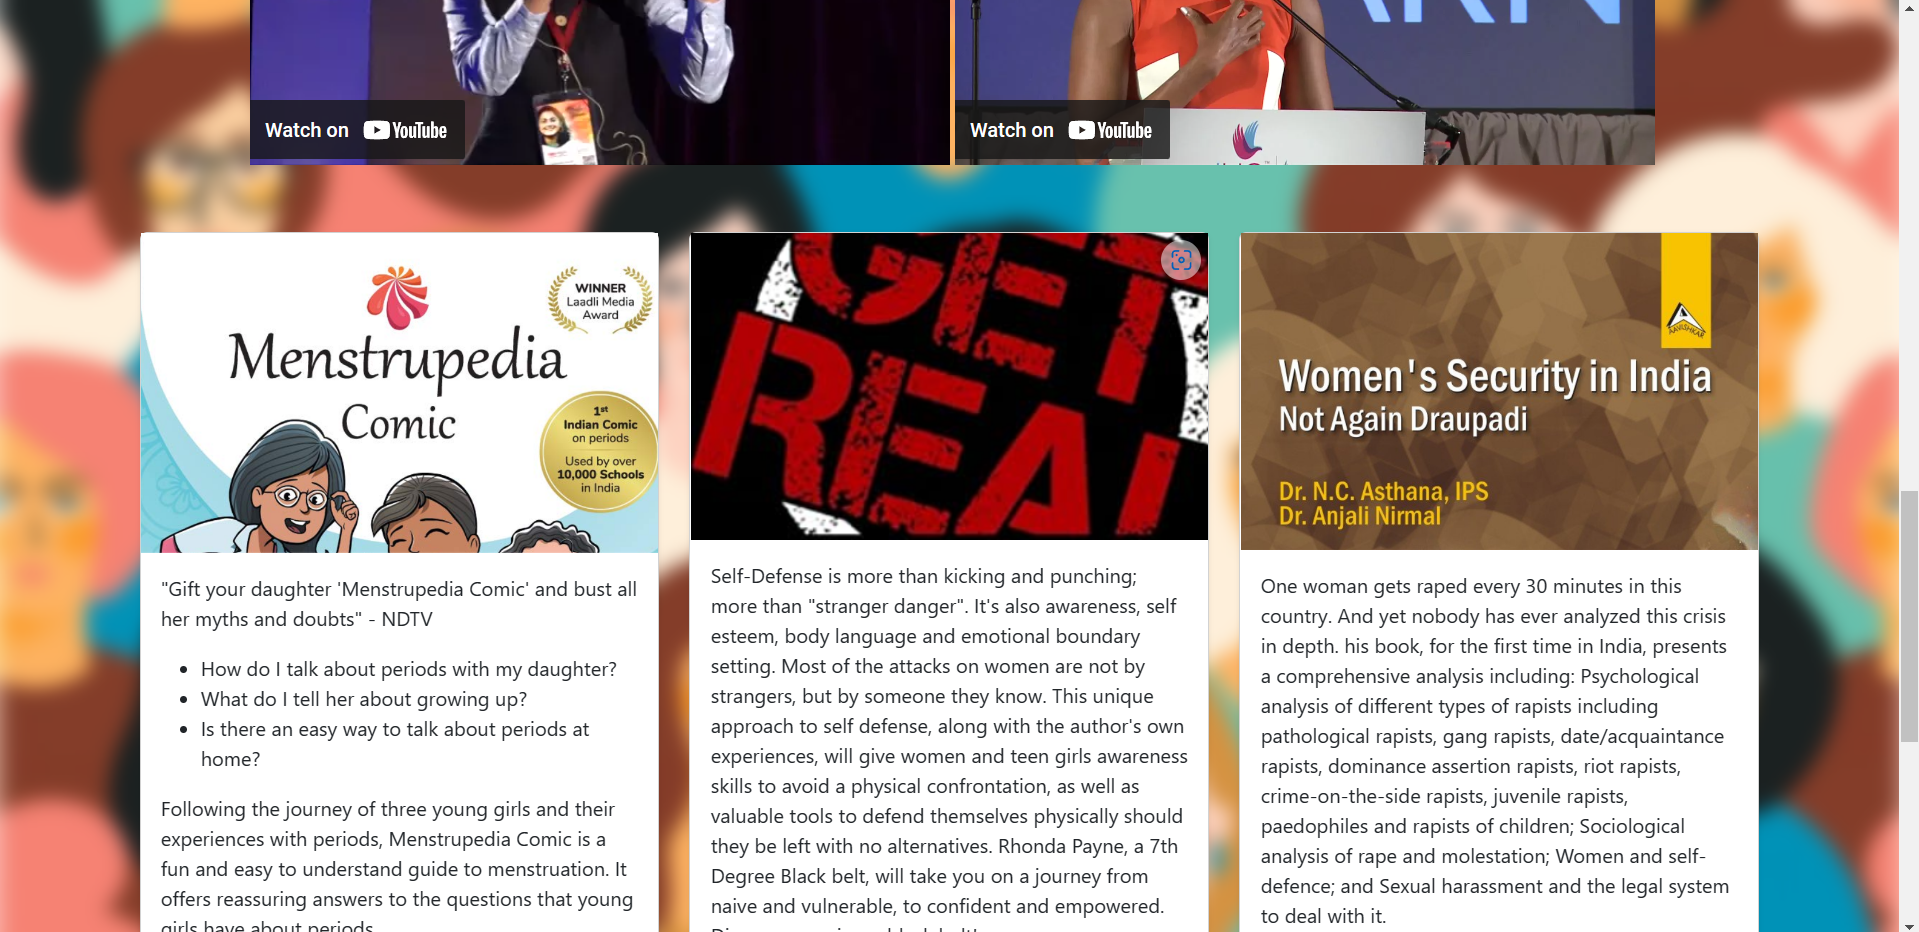 Watch on YouTube
Watch on YouTube
WINNER
Laadli Media
Award
Menstrupedia
Comic
1st
Indian Comic
on periods
Used by over
10,000 Schools
in India
"Gift your daughter 'Menstrupedia Comic' and bust all
her myths and doubts" - NDTV
• How do I talk about periods with my daughter?
• What do I tell her about growing up?
• Is there an easy way to talk about periods at
home?
Following the journey of three young girls and their
experiences with periods, Menstrupedia Comic is a
fun and easy to understand guide to menstruation. It
offers reassuring answers to the questions that young
girls have about periods
GET
REAL
Self-Defense is more than kicking and punching;
more than "stranger danger". It's also awareness, self
esteem, body language and emotional boundary
setting. Most of the attacks on women are not by
strangers, but by someone they know. This unique
approach to self defense, along with the author's own
experiences, will give women and teen girls awareness
skills to avoid a physical confrontation, as well as
valuable tools to defend themselves physically should
they be left with no alternatives. Rhonda Payne, a 7th
Degree Black belt, will take you on a journey from
naive and vulnerable, to confident and empowered.
AAVISHKAR
Women's Security in India
Not Again Draupadi
Dr. N.C. Asthana, IPS
Dr. Anjali Nirmal
One woman gets raped every 30 minutes in this
country. And yet nobody has ever analyzed this crisis
in depth. his book, for the first time in India, presents
a comprehensive analysis including: Psychological
analysis of different types of rapists including
pathological rapists, gang rapists, date/acquaintance
rapists, dominance assertion rapists, riot rapists,
crime-on-the-side rapists, juvenile rapists,
paedophiles and rapists of children; Sociological
analysis of rape and molestation; Women and self-
defence; and Sexual harassment and the legal system
to deal with it.